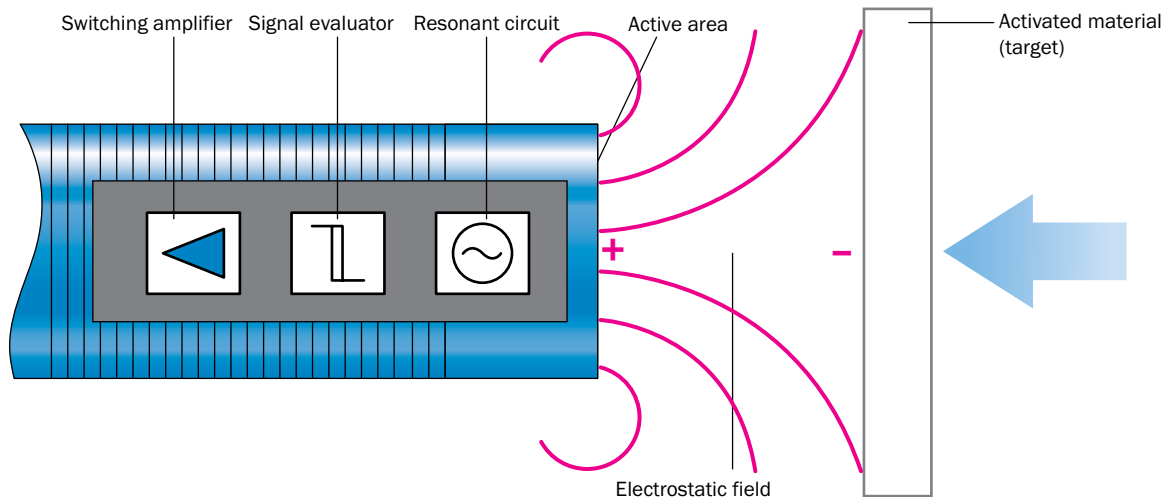 Switching amplifier
Signal evaluator
Resonant circuit
Active area
Activated material
(target)
+
−
Electrostatic field